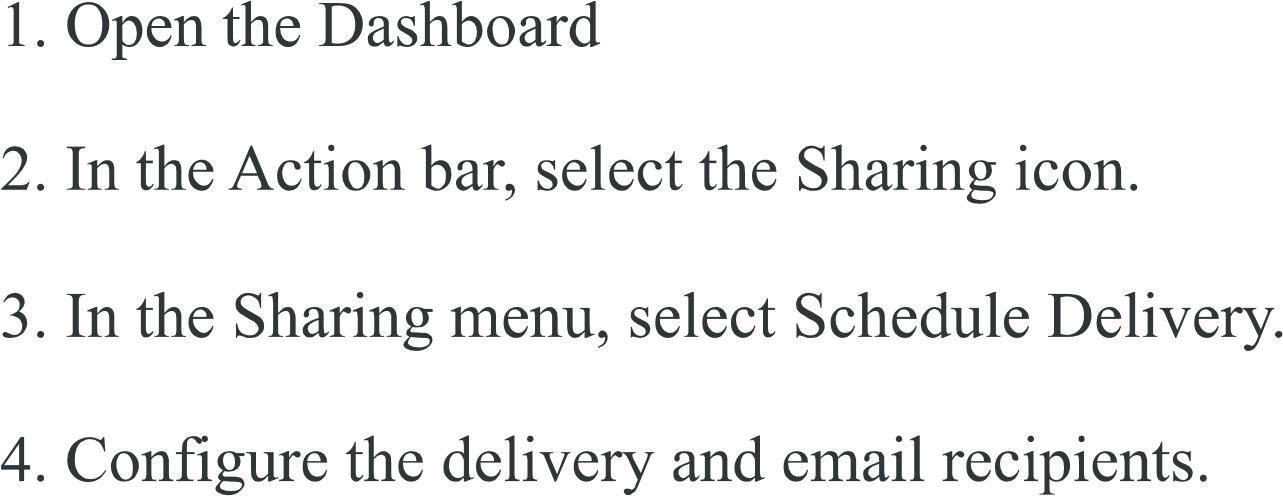 1. Open the Dashboard
2. In the Action bar, select the Sharing icon.
3. In the Sharing menu, select Schedule Delivery.
4. Configure the delivery and email recipients.